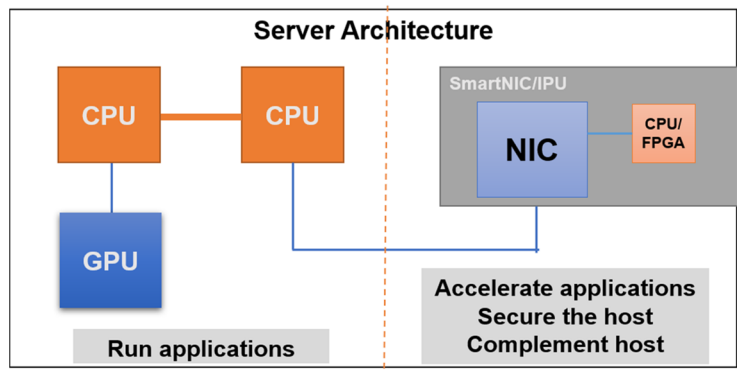 Server Architecture
CPU
CPU
GPU
Run applications
SmartNIC/IPU
NIC
CPU/
FPGA
Accelerate applications
Secure the host
Complement host